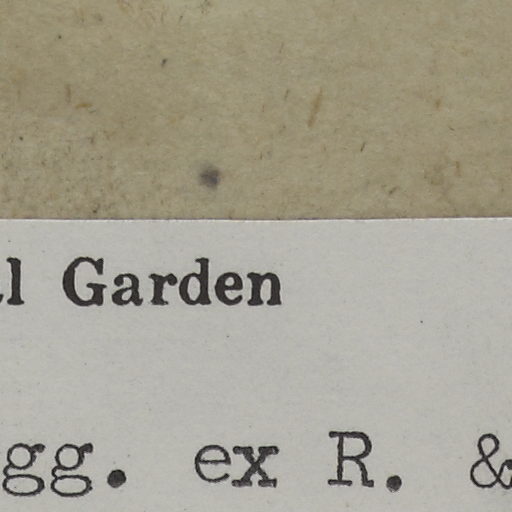 l Garden
gg. ex R. &